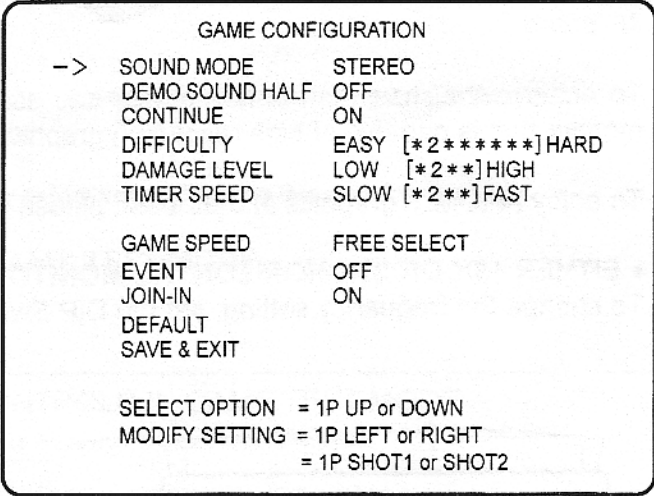 GAME CONFIGURATION
-> SOUND MODE STEREO
DEMO SOUND HALF OFF
CONTINUE ON
DIFFICULTY EASY [*2******] HARD
DAMAGE LEVEL LOW [*2**] HIGH
TIMER SPEED SLOW [*2**] FAST
GAME SPEED FREE SELECT
EVENT OFF
JOIN-IN ON
DEFAULT
SAVE & EXIT
SELECT OPTION = 1P UP or DOWN
MODIFY SETTING = 1P LEFT or RIGHT
= 1P SHOT1 or SHOT2